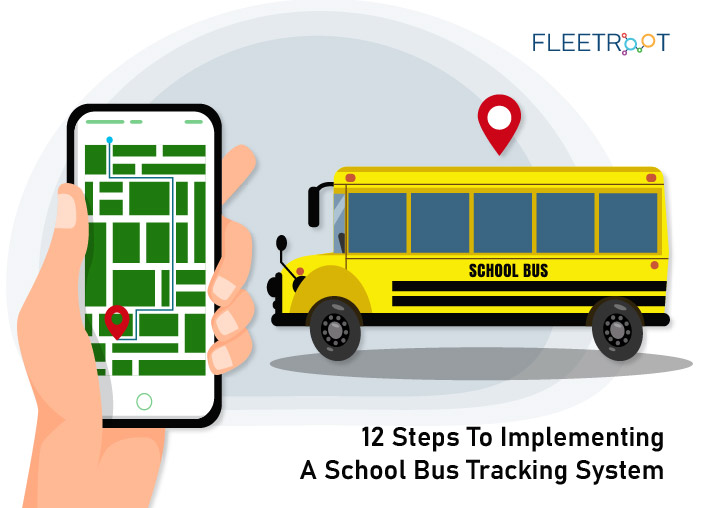 FLEETROOT
SCHOOL BUS
12 Steps To Implementing
A School Bus Tracking System